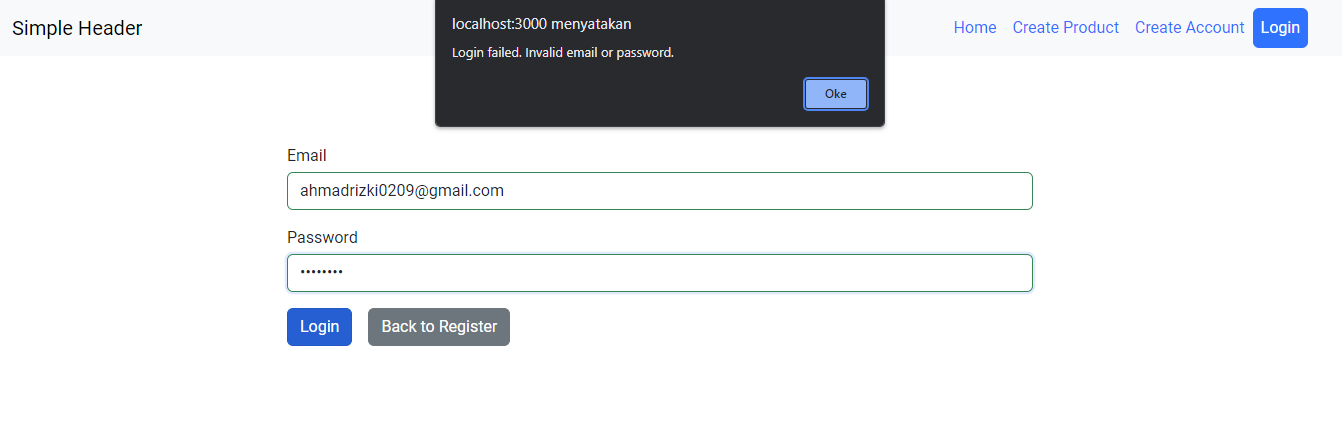 Simple Header
localhost:3000 menyatakan
Login failed. Invalid email or password.
Oke
Home Create Product Create Account Login
Email
ahmadrizki0209@gmail.com
Password
••••••••
Login Back to Register